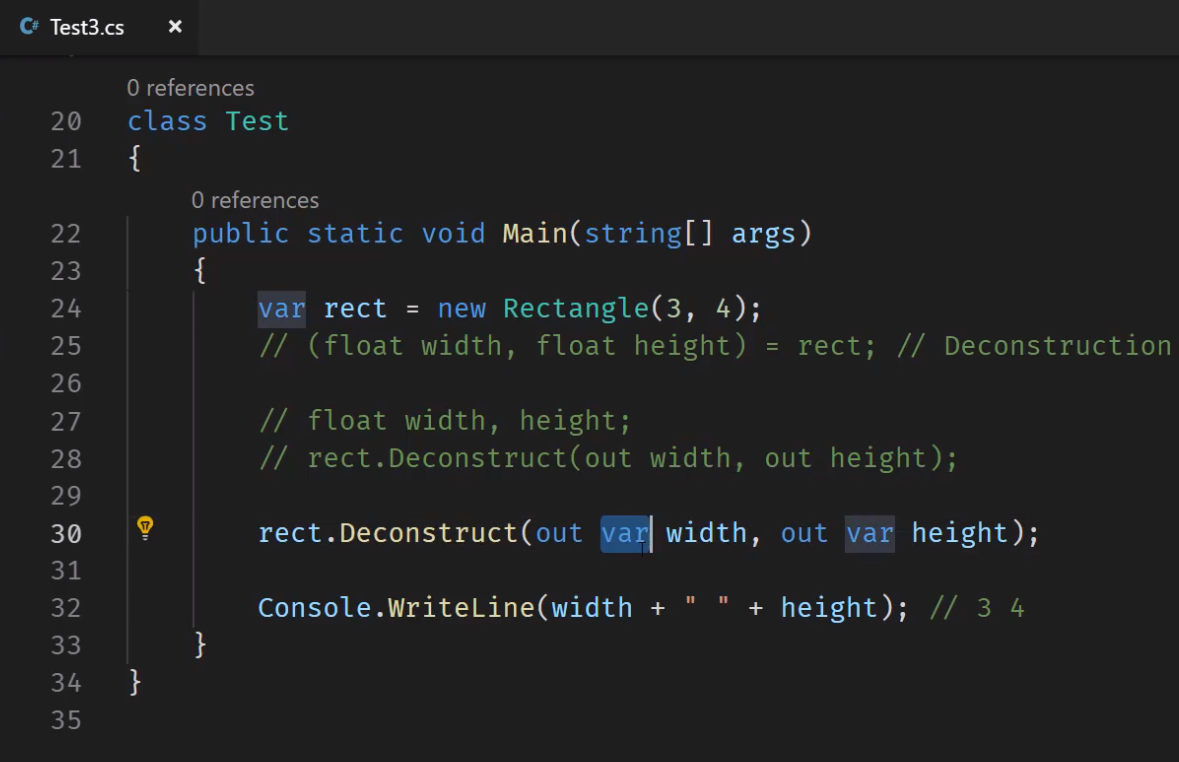 C# Test3.cs ×
0 references
20 class Test
21 {
0 references
22 public static void Main(string[] args)
23 {
24 var rect = new Rectangle(3, 4);
25 // (float width, float height) = rect; // Deconstruction
26
27 // float width, height;
28 // rect.Deconstruct(out width, out height);
29
30 rect.Deconstruct(out var width, out var height);
31
32 Console.WriteLine(width + " " + height); // 3 4
33 }
34 }
35